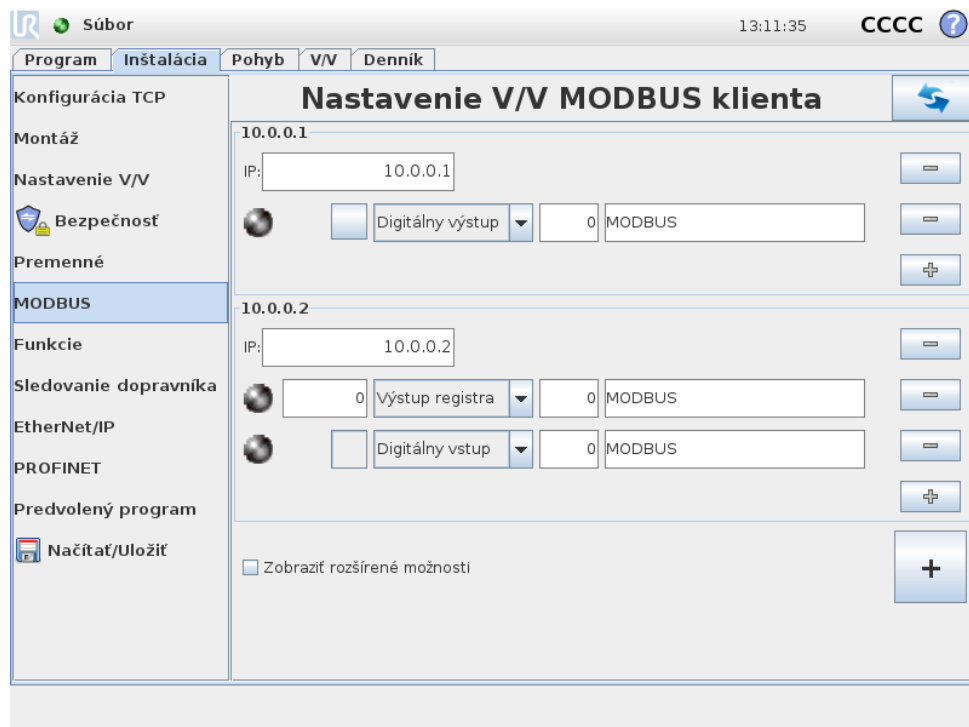 UR Súbor 13:11:35 CCCC ?
Program Inštalácia Pohyb V/V Denník
Konfigurácia TCP
Montáž
Nastavenie V/V
Bezpečnosť
Premenné
MODBUS
Funkcie
Sledovanie dopravníka
EtherNet/IP
PROFINET
Predvolený program
Načítať/Uložiť
Nastavenie V/V MODBUS klienta
10.0.0.1
IP: 10.0.0.1
Digitálny výstup 0 MODBUS
10.0.0.2
IP: 10.0.0.2
0 Výstup registra 0 MODBUS
Digitálny vstup 0 MODBUS
Zobraziť rozšírené možnosti
+